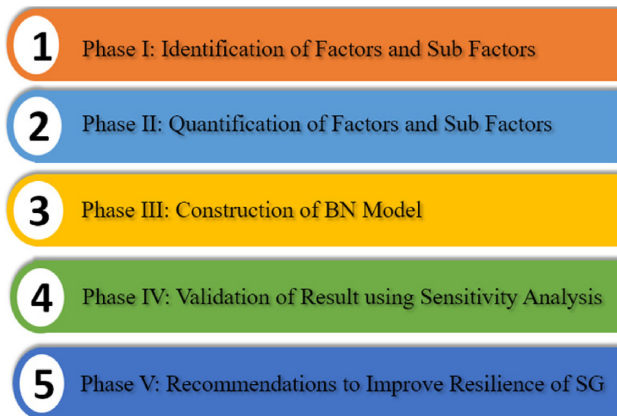 1 Phase I: Identification of Factors and Sub Factors
2 Phase II: Quantification of Factors and Sub Factors
3 Phase III: Construction of BN Model
4 Phase IV: Validation of Result using Sensitivity Analysis
5 Phase V: Recommendations to Improve Resilience of SG